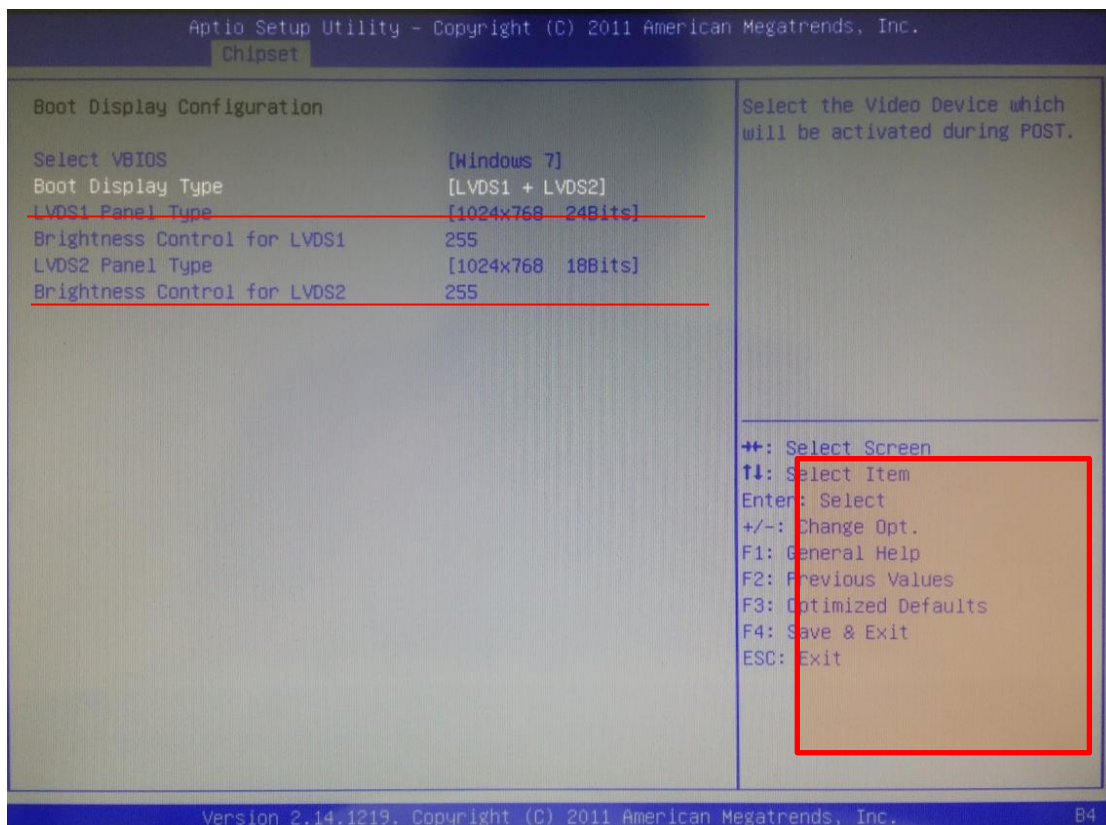 Aptio Setup Utility - Copyright (C) 2011 American Megatrends, Inc.
Chipset
Boot Display Configuration
Select VBIOS [Windows 7]
Boot Display Type [LVDS1 + LVDS2]
LVDS1 Panel Type [1024x768 24Bits]
Brightness Control for LVDS1 255
LVDS2 Panel Type [1024x768 18Bits]
Brightness Control for LVDS2 255
Select the Video Device which
will be activated during POST.
→←: Select Screen
↑↓: Select Item
Enter: Select
+/-: Change Opt.
F1: General Help
F2: Previous Values
F3: Optimized Defaults
F4: Save & Exit
ESC: Exit
Version 2.14.1219. Copyright (C) 2011 American Megatrends, Inc.
B4